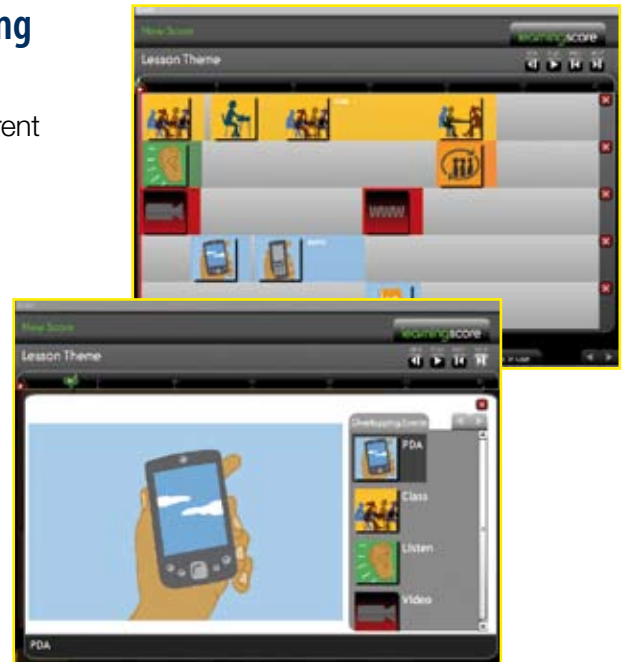 ng
rent
New Score
learningscore
Lesson Theme
WWW
New Score
learningscore
Lesson Theme
Overlapping Events
PDA
Class
Listen
Video
PDA